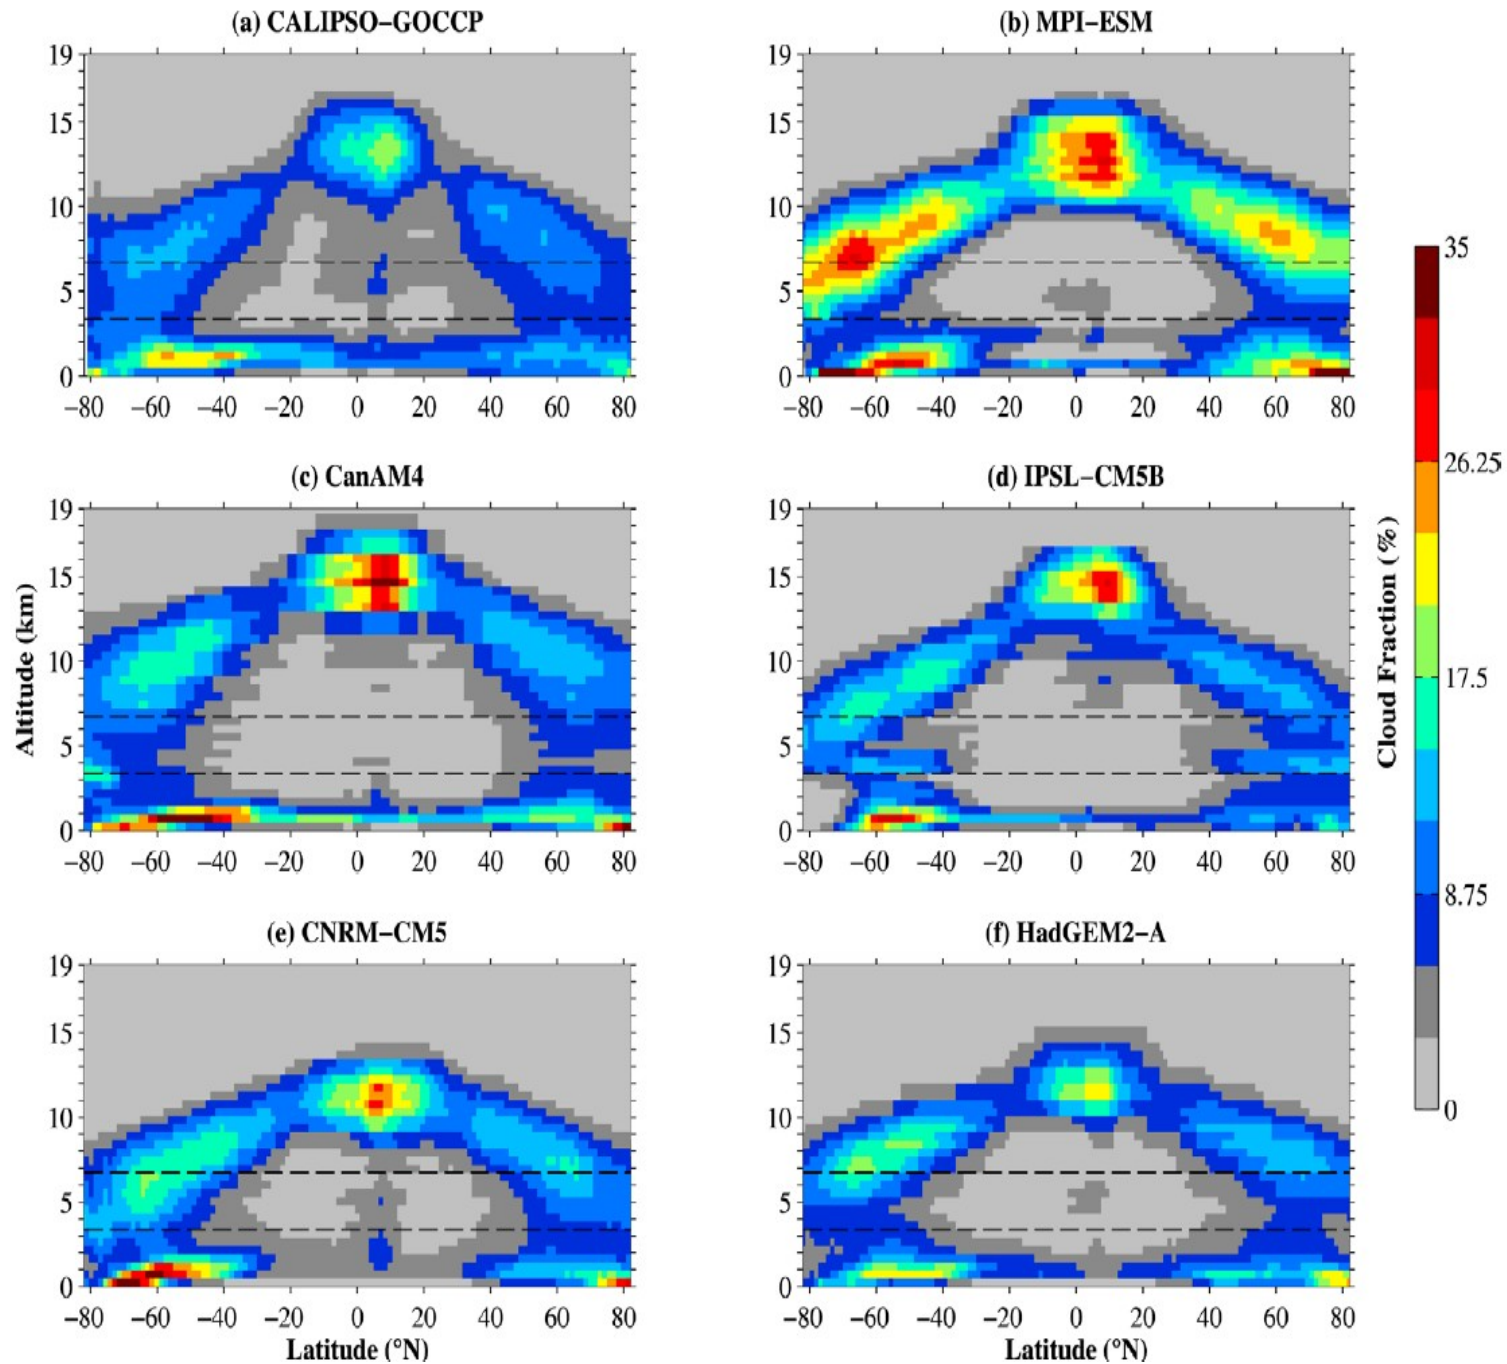 (a) CALIPSO−GOCCP
(b) MPI−ESM
19
15
10
5
0
−80 −60 −40 −20 0 20 40 60 80
19
15
10
5
0
−80 −60 −40 −20 0 20 40 60 80
(c) CanAM4
(d) IPSL−CM5B
19
15
10
5
0
−80 −60 −40 −20 0 20 40 60 80
19
15
10
5
0
−80 −60 −40 −20 0 20 40 60 80
Altitude (km)
(e) CNRM−CM5
(f) HadGEM2−A
19
15
10
5
0
−80 −60 −40 −20 0 20 40 60 80
Latitude (°N)
19
15
10
5
0
−80 −60 −40 −20 0 20 40 60 80
Latitude (°N)
35
26.25
17.5
8.75
0
Cloud Fraction (%)